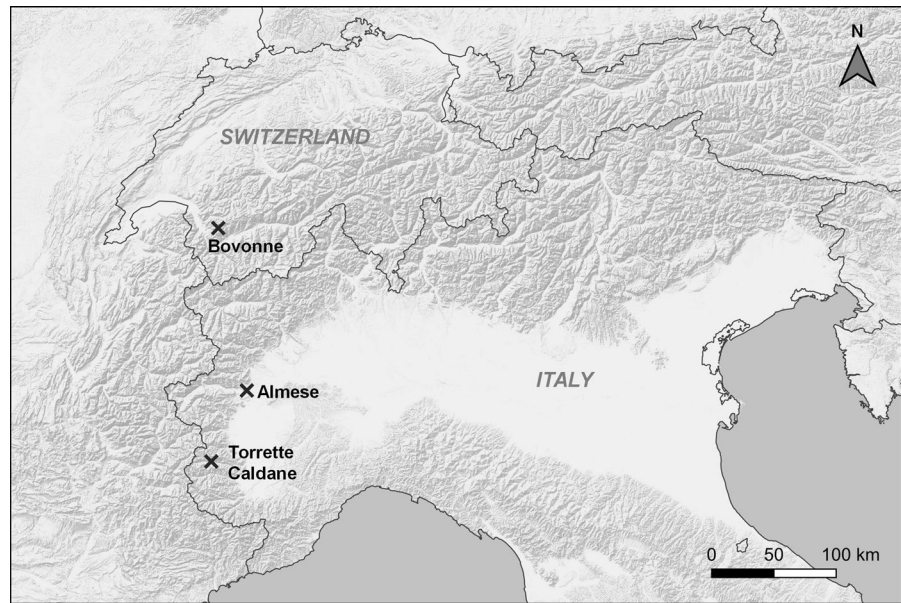 N
SWITZERLAND
Bovonne
ITALY
Almese
Torrette
Caldane
0 50 100 km